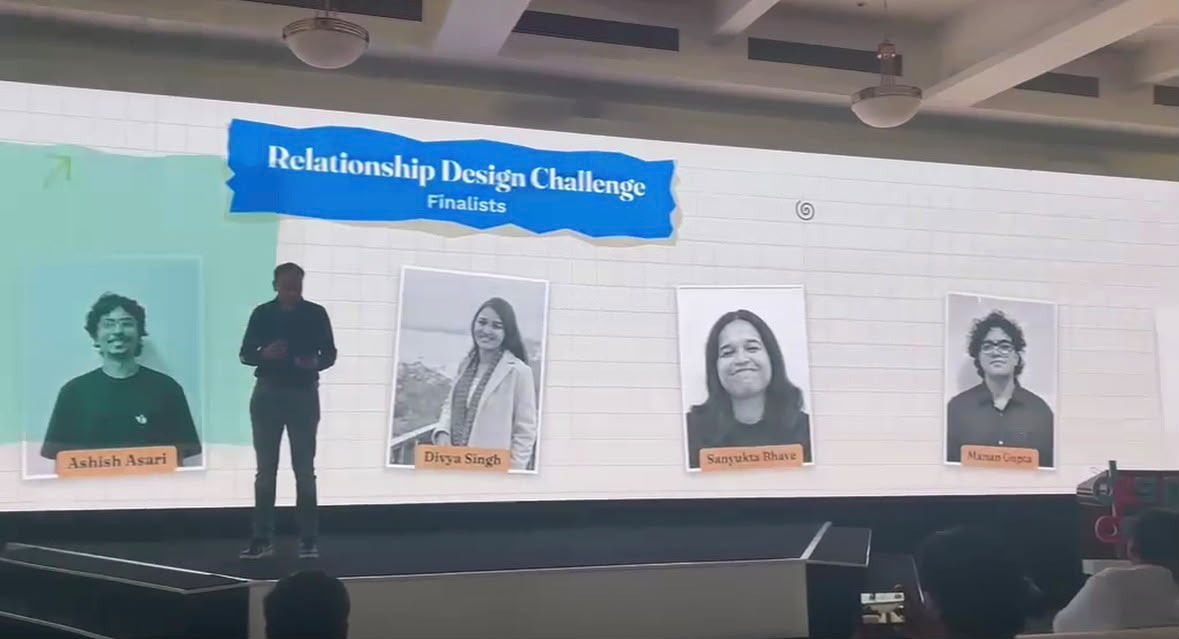 Relationship Design Challenge
Finalists
Ashish Asari
Divya Singh
Sanyukta Bhave
Manan Gupta